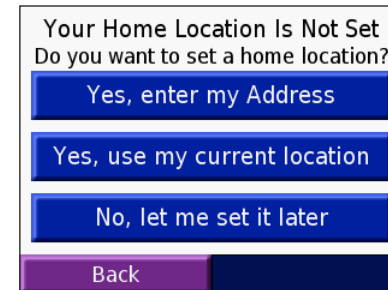 Your Home Location Is Not Set
Do you want to set a home location?
Yes, enter my Address
Yes, use my current location
No, let me set it later
Back